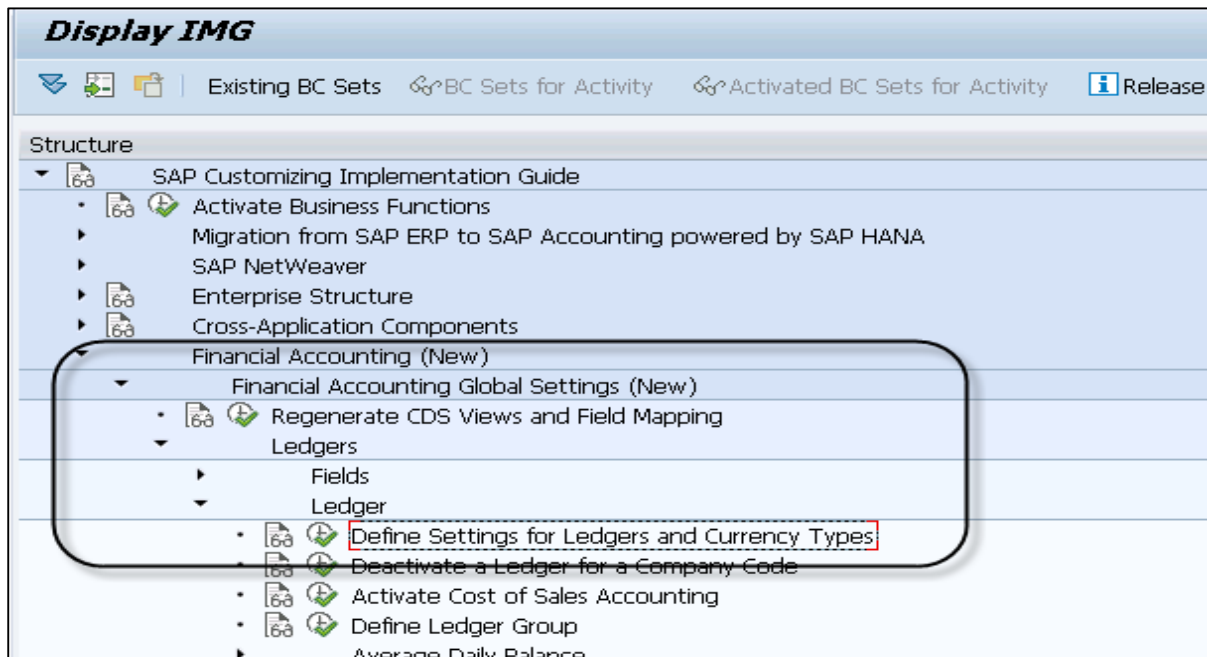 Display IMG
Existing BC Sets BC Sets for Activity Activated BC Sets for Activity Release
Structure
SAP Customizing Implementation Guide
Activate Business Functions
Migration from SAP ERP to SAP Accounting powered by SAP HANA
SAP NetWeaver
Enterprise Structure
Cross-Application Components
Financial Accounting (New)
Financial Accounting Global Settings (New)
Regenerate CDS Views and Field Mapping
Ledgers
Fields
Ledger
Define Settings for Ledgers and Currency Types
Deactivate a Ledger for a Company Code
Activate Cost of Sales Accounting
Define Ledger Group
Average Daily Balance